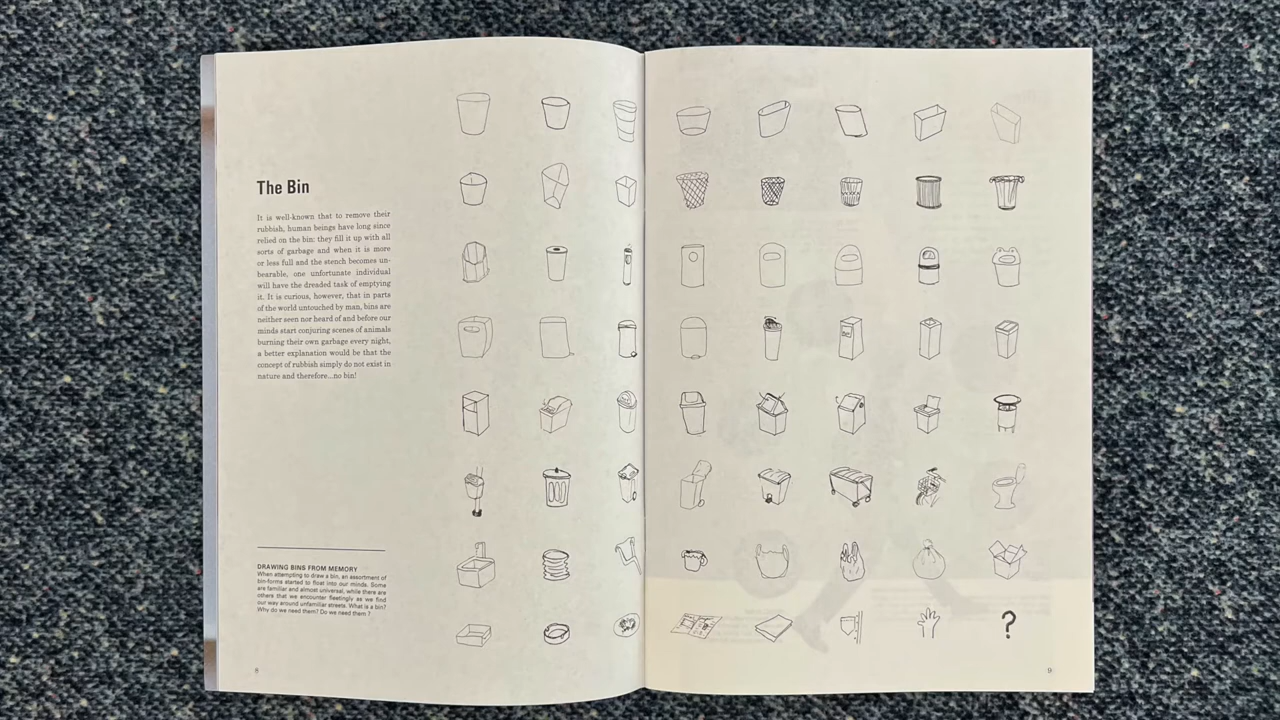 The Bin
It is well-known that to remove their
rubbish, human beings have long since
relied on the bin: they fill it up with all
sorts of garbage and when it is more
or less full and the stench becomes un-
bearable, one unfortunate individual
will have the dreaded task of emptying
it. It is curious, however, that in parts
of the world untouched by man, bins are
neither seen nor heard of and before our
minds start conjuring scenes of animals
burning their own garbage every night,
a better explanation would be that the
concept of rubbish simply do not exist in
nature and therefore...no bin!
DRAWING BINS FROM MEMORY
When attempting to draw a bin, an assortment of
bin-forms started to float into our minds. Some
are familiar and almost universal, while there are
others that we encounter fleetingly as we find
our way around unfamiliar streets. What is a bin?
Why do we need them? Do we need them ?
8
?
9